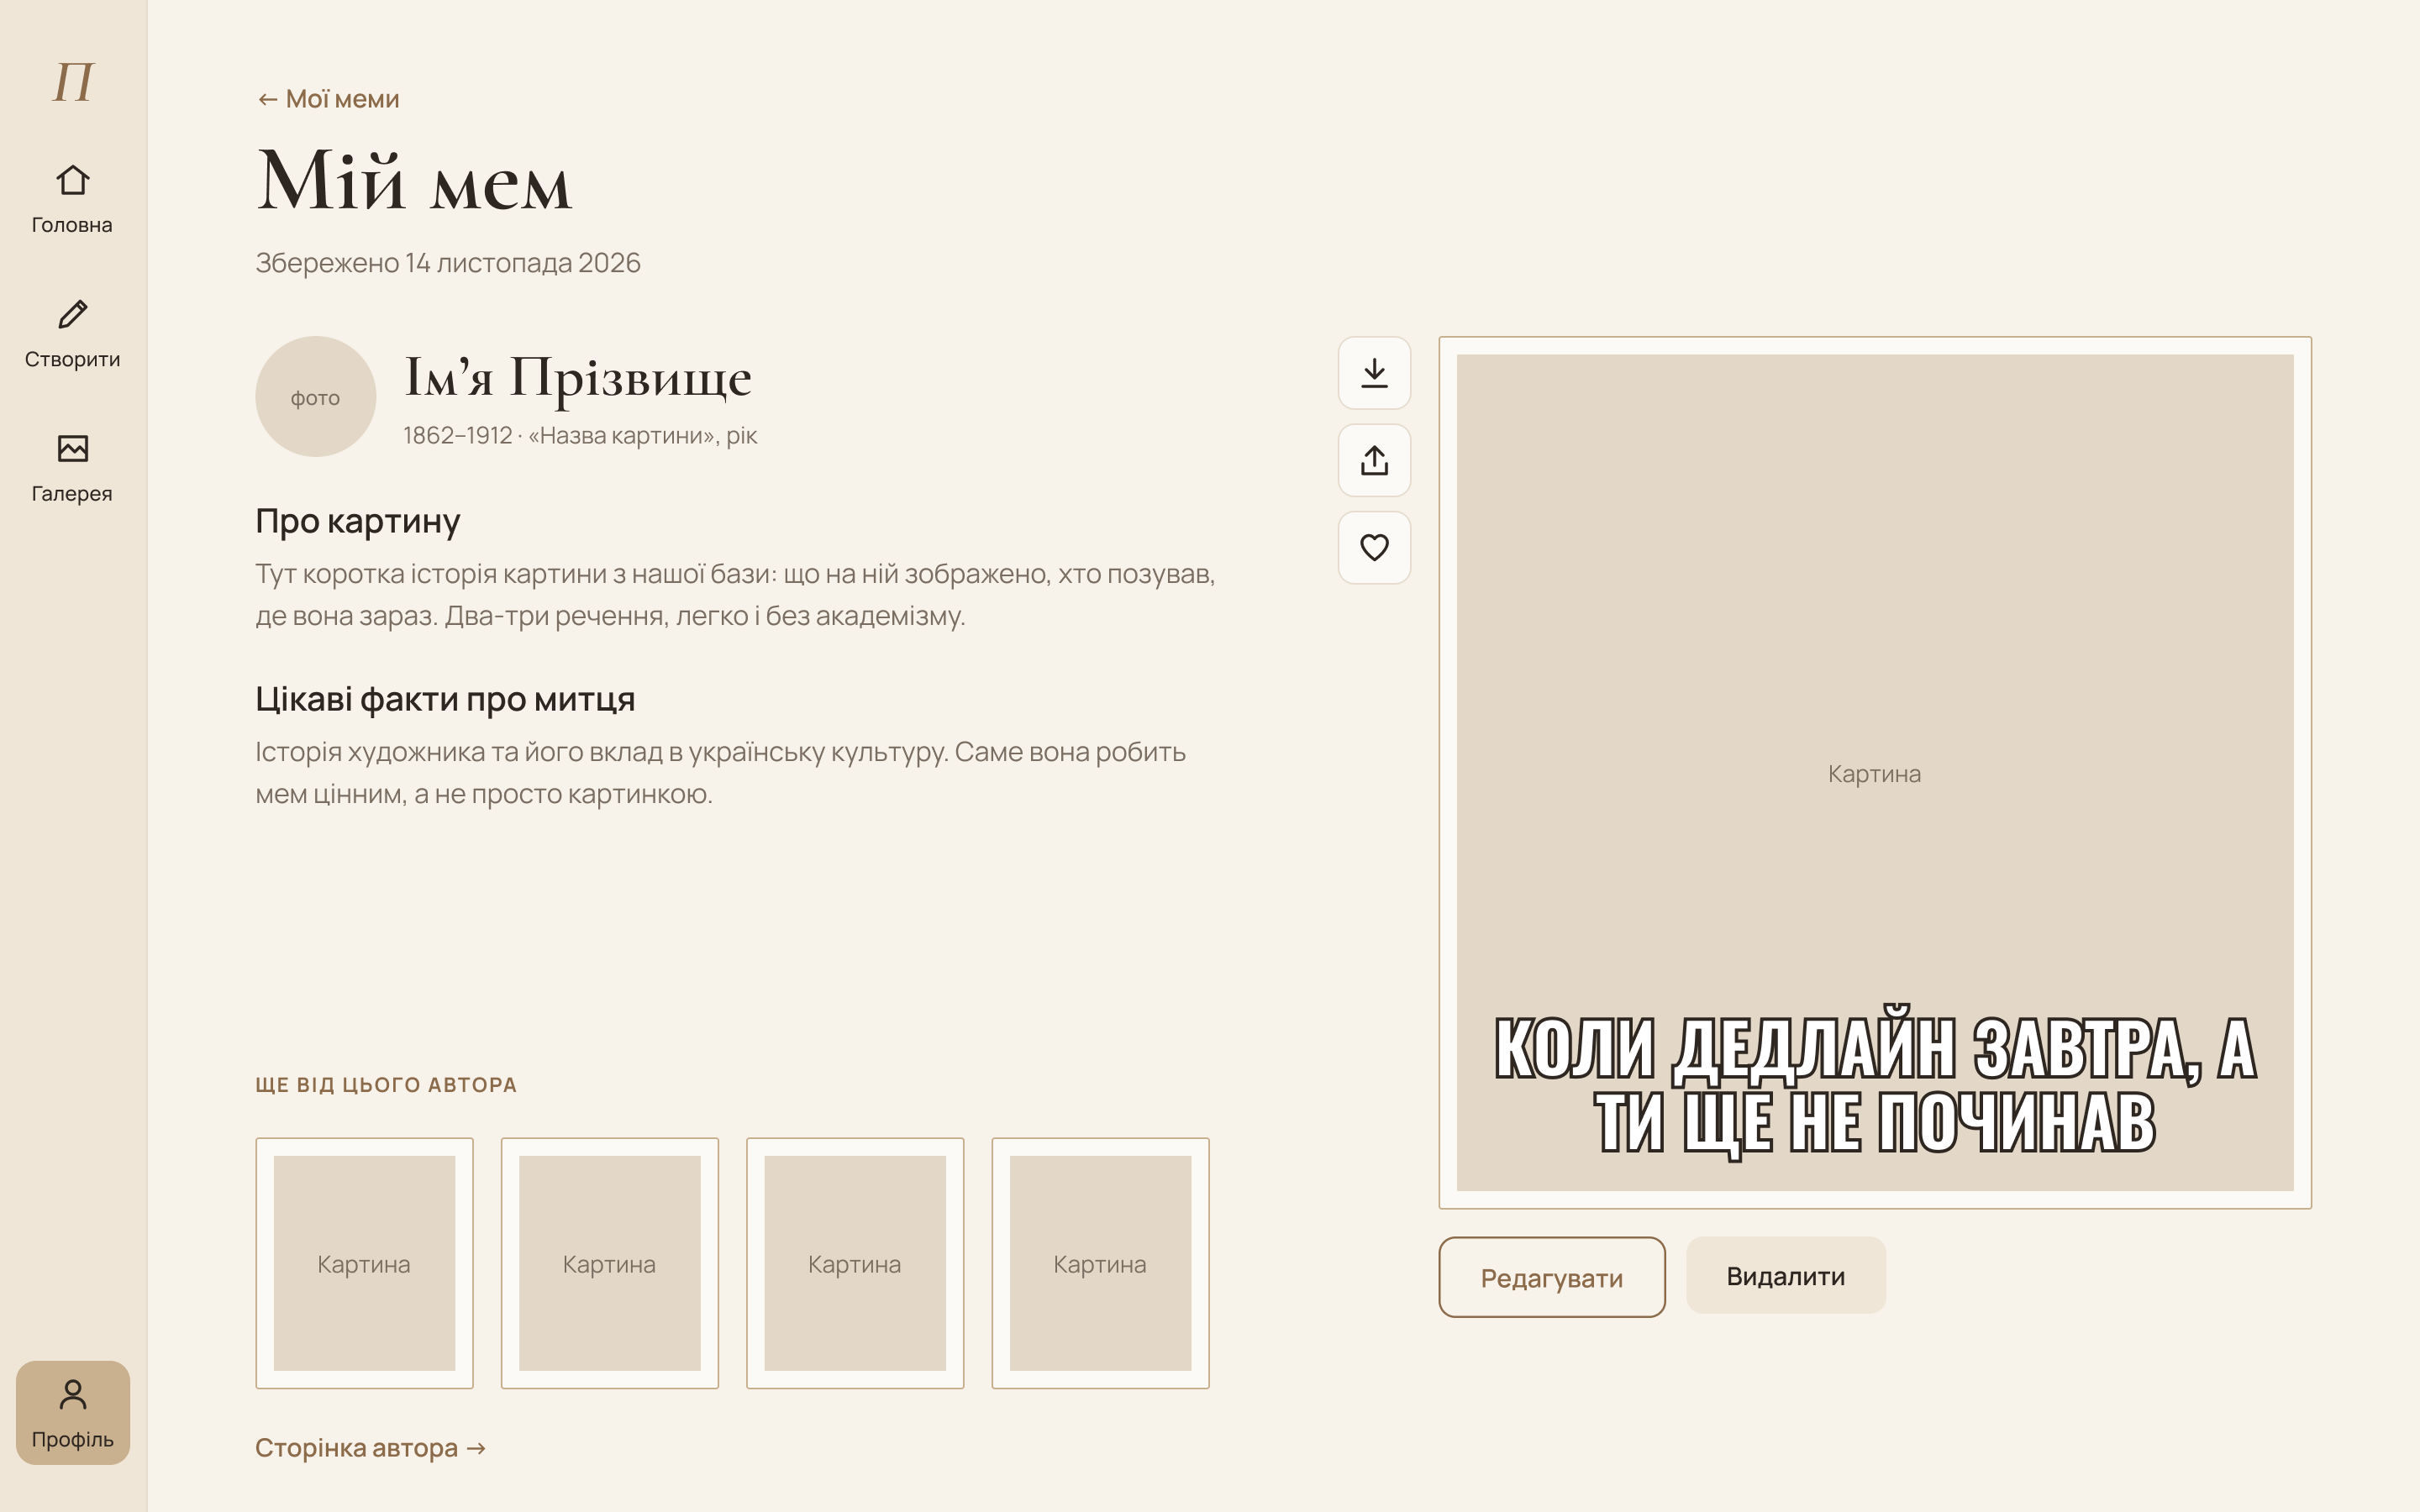 П
Головна
Створити
Галерея
Профіль
← Мої меми
Мій мем
Збережено 14 листопада 2026
фото
Ім’я Прізвище
1862–1912 · «Назва картини», рік
Про картину
Тут коротка історія картини з нашої бази: що на ній зображено, хто позував,
де вона зараз. Два-три речення, легко і без академізму.
Цікаві факти про митця
Історія художника та його вклад в українську культуру. Саме вона робить
мем цінним, а не просто картинкою.
ЩЕ ВІД ЦЬОГО АВТОРА
Картина
Картина
Картина
Картина
Сторінка автора →
Картина
КОЛИ ДЕДЛАЙН ЗАВТРА, А
ТИ ЩЕ НЕ ПОЧИНАВ
Редагувати
Видалити